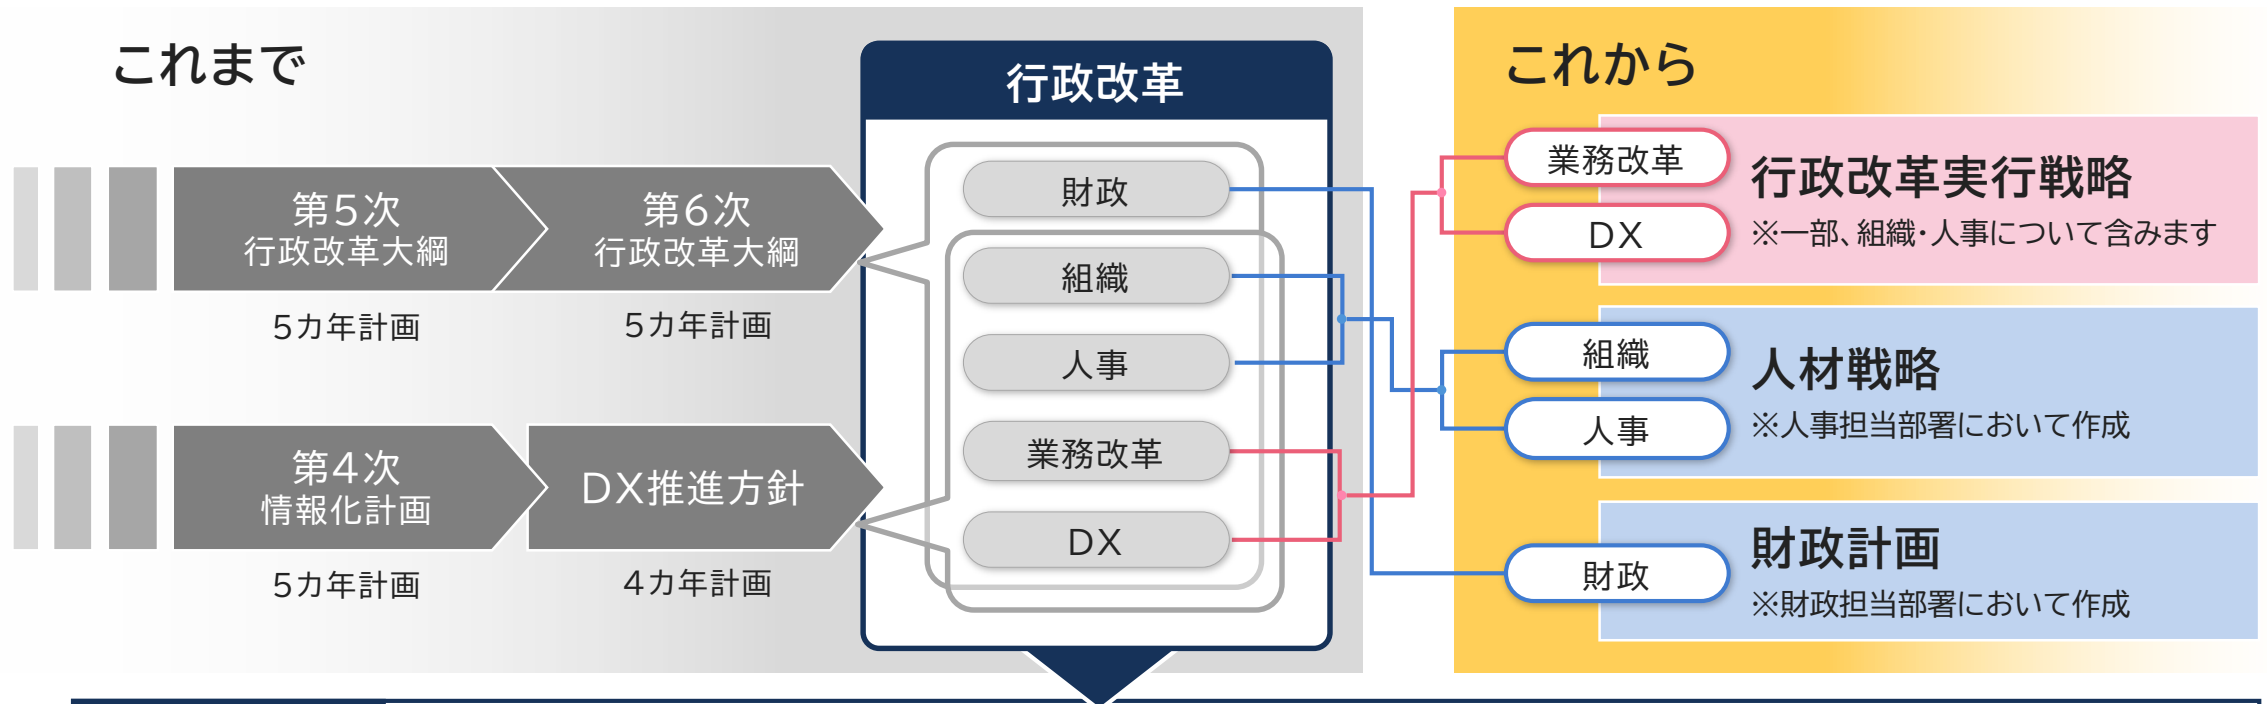 これまで
第5次
行政改革大綱
5カ年計画
第6次
行政改革大綱
5カ年計画
第4次
情報化計画
5カ年計画
DX推進方針
4カ年計画
行政改革
財政
組織
人事
業務改革
DX
これから
業務改革
DX
行政改革実行戦略
※一部、組織･人事について含みます
組織
人事
人材戦略
※人事担当部署において作成
財政
財政計画
※財政担当部署において作成